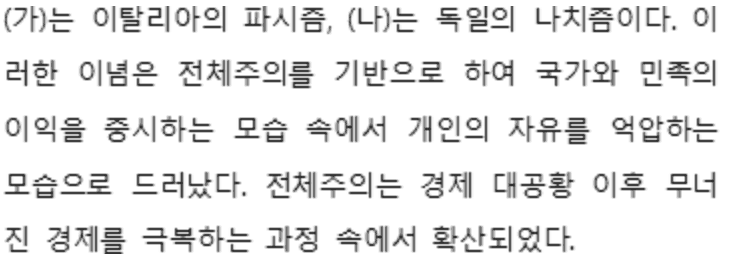 (가)는 이탈리아의 파시즘, (나)는 독일의 나치즘이다. 이
러한 이념은 전체주의를 기반으로 하여 국가와 민족의
이익을 중시하는 모습 속에서 개인의 자유를 억압하는
모습으로 드러났다. 전체주의는 경제 대공황 이후 무너
진 경제를 극복하는 과정 속에서 확산되었다.